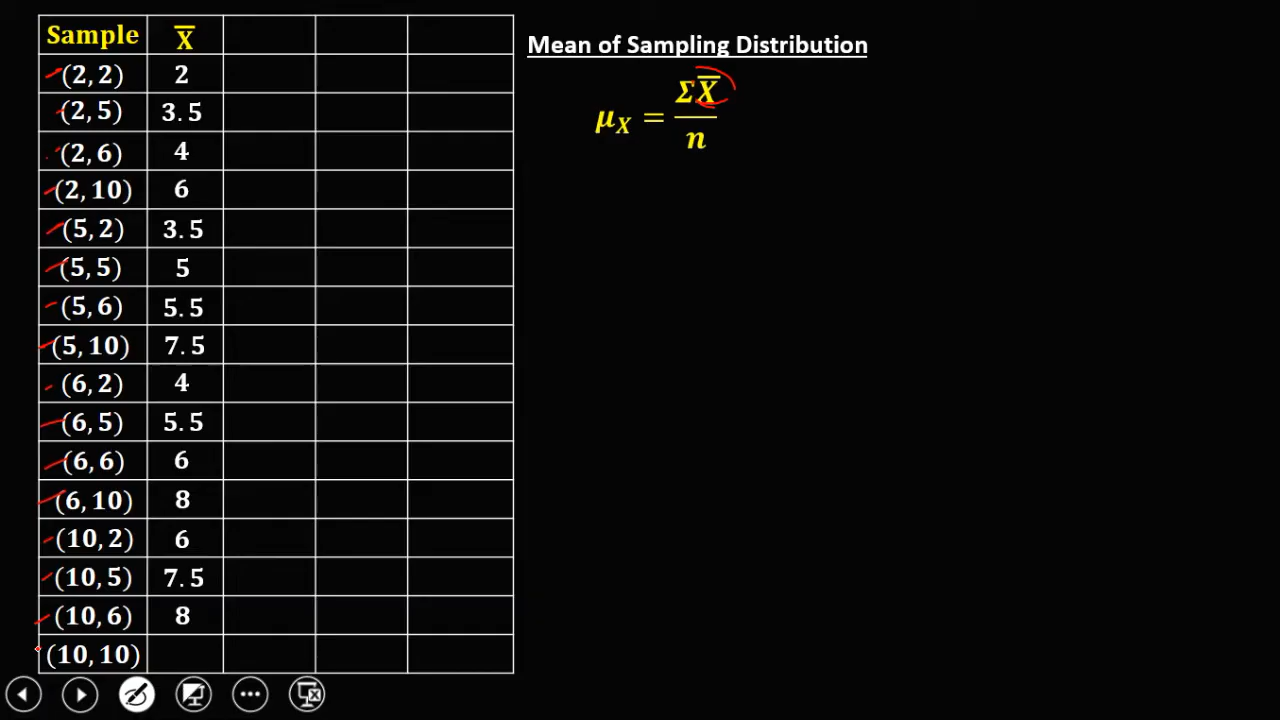 Sample X̅
(2, 2) 2
(2, 5) 3.5
(2, 6) 4
(2, 10) 6
(5, 2) 3.5
(5, 5) 5
(5, 6) 5.5
(5, 10) 7.5
(6, 2) 4
(6, 5) 5.5
(6, 6) 6
(6, 10) 8
(10, 2) 6
(10, 5) 7.5
(10, 6) 8
(10, 10)
Mean of Sampling Distribution
μ_X = ΣX̅ / n